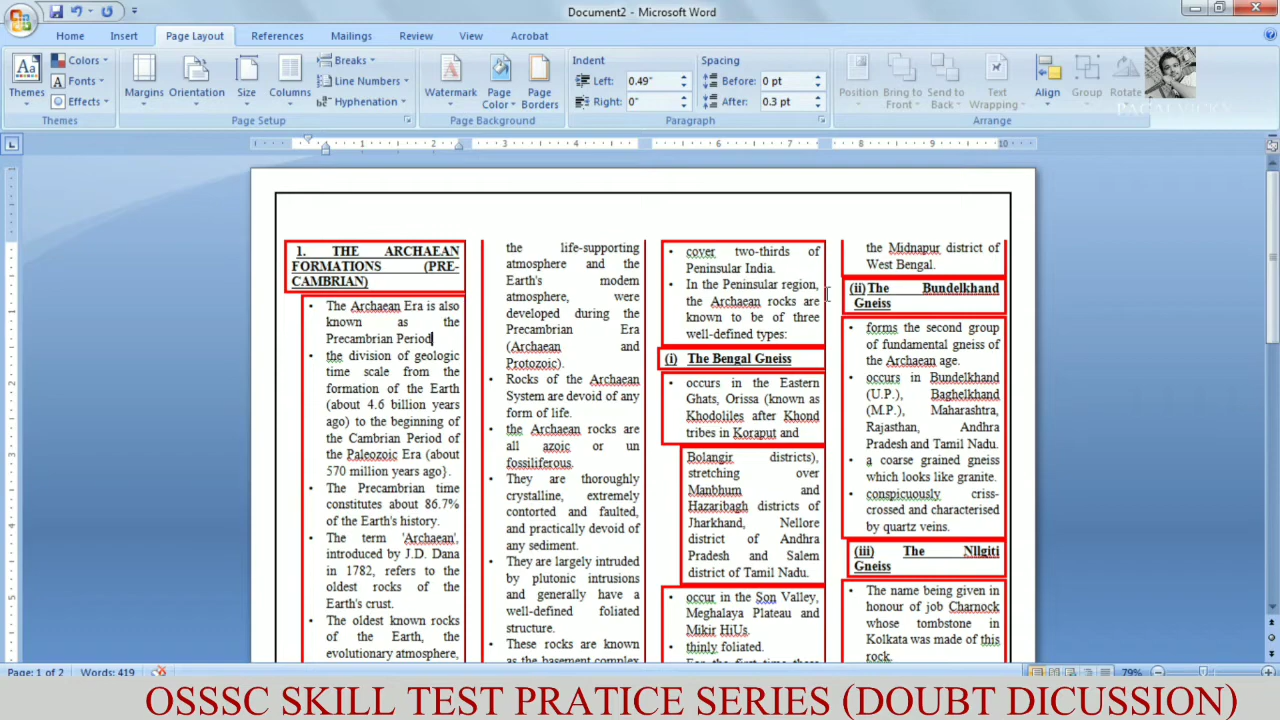 Document2 - Microsoft Word
Home Insert Page Layout References Mailings Review View Acrobat
Themes
Colors
Fonts
Effects
Themes
Margins Orientation Size Columns
Breaks
Line Numbers
Hyphenation
Page Setup
Watermark Page Color Page Borders
Page Background
Indent
Left: 0.49"
Right: 0"
Spacing
Before: 0 pt
After: 0.3 pt
Paragraph
Position Bring to Front Send to Back Text Wrapping Align Group Rotate
Arrange
1 2 3 4 5 6 7 8 9 10
1. THE ARCHAEAN
FORMATIONS (PRE-
CAMBRIAN)
• The Archaean Era is also
known as the
Precambrian Period
• the division of geologic
time scale from the
formation of the Earth
(about 4.6 billion years
ago) to the beginning of
the Cambrian Period of
the Paleozoic Era (about
570 million years ago}.
• The Precambrian time
constitutes about 86.7%
of the Earth's history.
• The term 'Archaean',
introduced by J.D. Dana
in 1782, refers to the
oldest rocks of the
Earth's crust.
• The oldest known rocks
of the Earth, the
evolutionary atmosphere,
the life-supporting
atmosphere and the
Earth's modem
atmosphere, were
developed during the
Precambrian Era
(Archaean and
Protozoic).
• Rocks of the Archaean
System are devoid of any
form of life.
• the Archaean rocks are
all azoic or un
fossiliferous.
• They are thoroughly
crystalline, extremely
contorted and faulted,
and practically devoid of
any sediment.
• They are largely intruded
by plutonic intrusions
and generally have a
well-defined foliated
structure.
• These rocks are known
as the basement complex
• cover two-thirds of
Peninsular India.
• In the Peninsular region,
the Archaean rocks are
known to be of three
well-defined types:
(i) The Bengal Gneiss
• occurs in the Eastern
Ghats, Orissa (known as
Khodoliles after Khond
tribes in Koraput and
Bolangir districts),
stretching over
Manbhum and
Hazaribagh districts of
Jharkhand, Nellore
district of Andhra
Pradesh and Salem
district of Tamil Nadu.
• occur in the Son Valley,
Meghalaya Plateau and
Mikir HiUs.
• thinly foliated.
• For the first time these
the Midnapur district of
West Bengal.
(ii) The Bundelkhand
Gneiss
• forms the second group
of fundamental gneiss of
the Archaean age.
• occurs in Bundelkhand
(U.P.), Baghelkhand
(M.P.), Maharashtra,
Rajasthan, Andhra
Pradesh and Tamil Nadu.
• a coarse grained gneiss
which looks like granite.
• conspicuously criss-
crossed and characterised
by quartz veins.
(iii) The Nllgiti
Gneiss
• The name being given in
honour of job Charnock
whose tombstone in
Kolkata was made of this
rock.
Page: 1 of 2 Words: 419 79%
OSSSC SKILL TEST PRATICE SERIES (DOUBT DICUSSION)